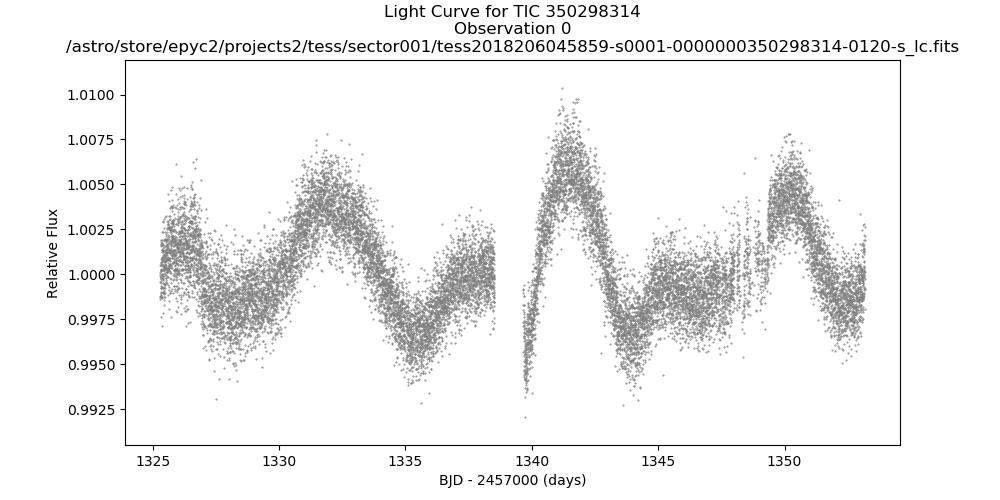 Light Curve for TIC 350298314
Observation 0
/astro/store/epyc2/projects2/tess/sector001/tess2018206045859-s0001-0000000350298314-0120-s_lc.fits
1.0100
1.0075
1.0050
1.0025
1.0000
0.9975
0.9950
0.9925
Relative Flux
1325
1330
1335
1340
1345
1350
BJD - 2457000 (days)